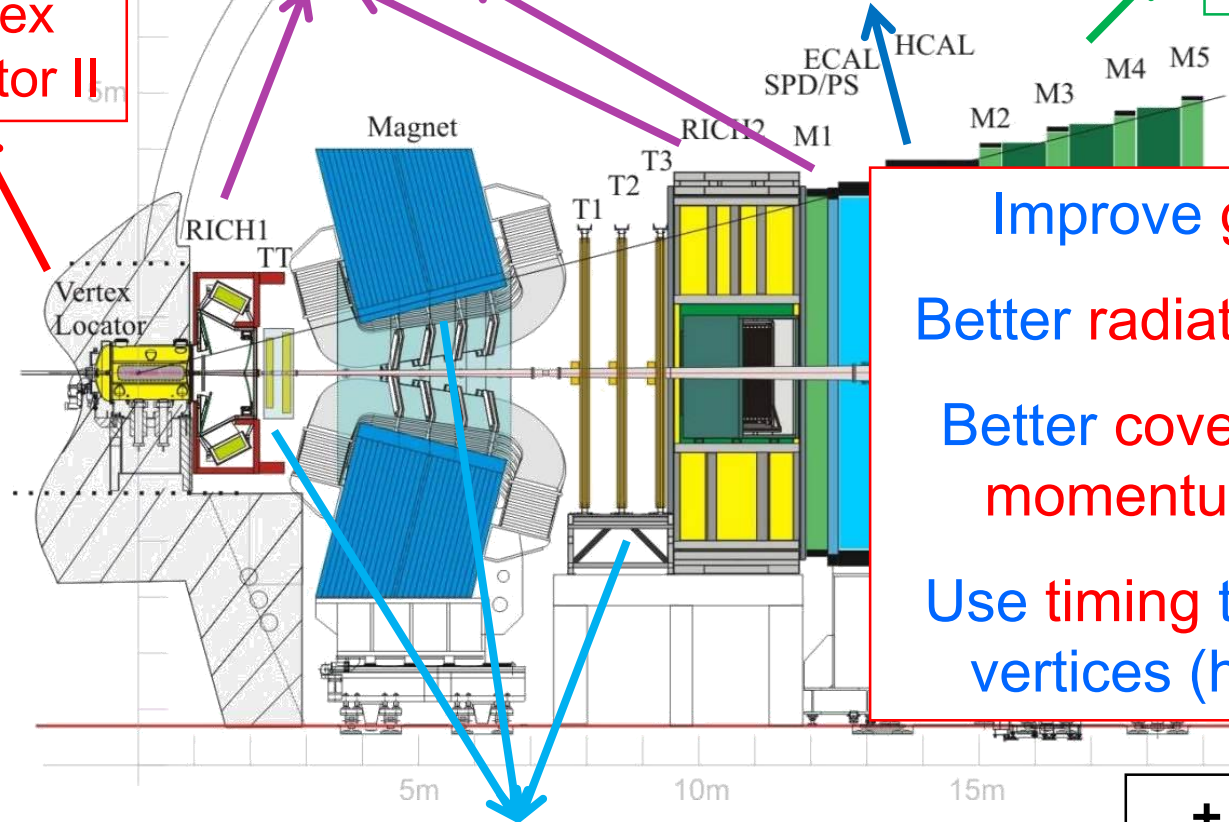 ex
tor II
5m
HCAL
ECAL
SPD/PS
M5
M4
M3
M2
Magnet
RICH2
M1
T3
T2
T1
RICH1
TT
Vertex
Locator
Improve
Better radiat
Better cove
momentu
Use timing t
vertices (h
5m
10m
15m
+